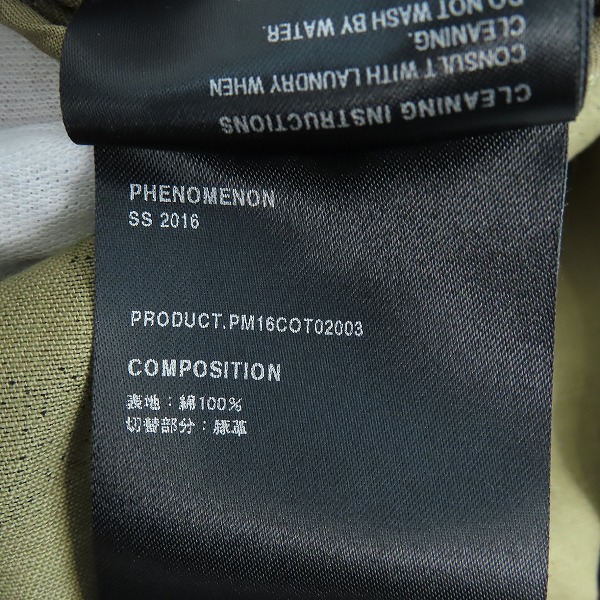 CLEANING INSTRUCTIONS
CONSULT WITH LAUNDRY WHEN
CLEANING.
DO NOT WASH BY WATER.
PHENOMENON
SS 2016
PRODUCT.PM16COT02003
COMPOSITION
表地：綿100％
切替部分：豚革